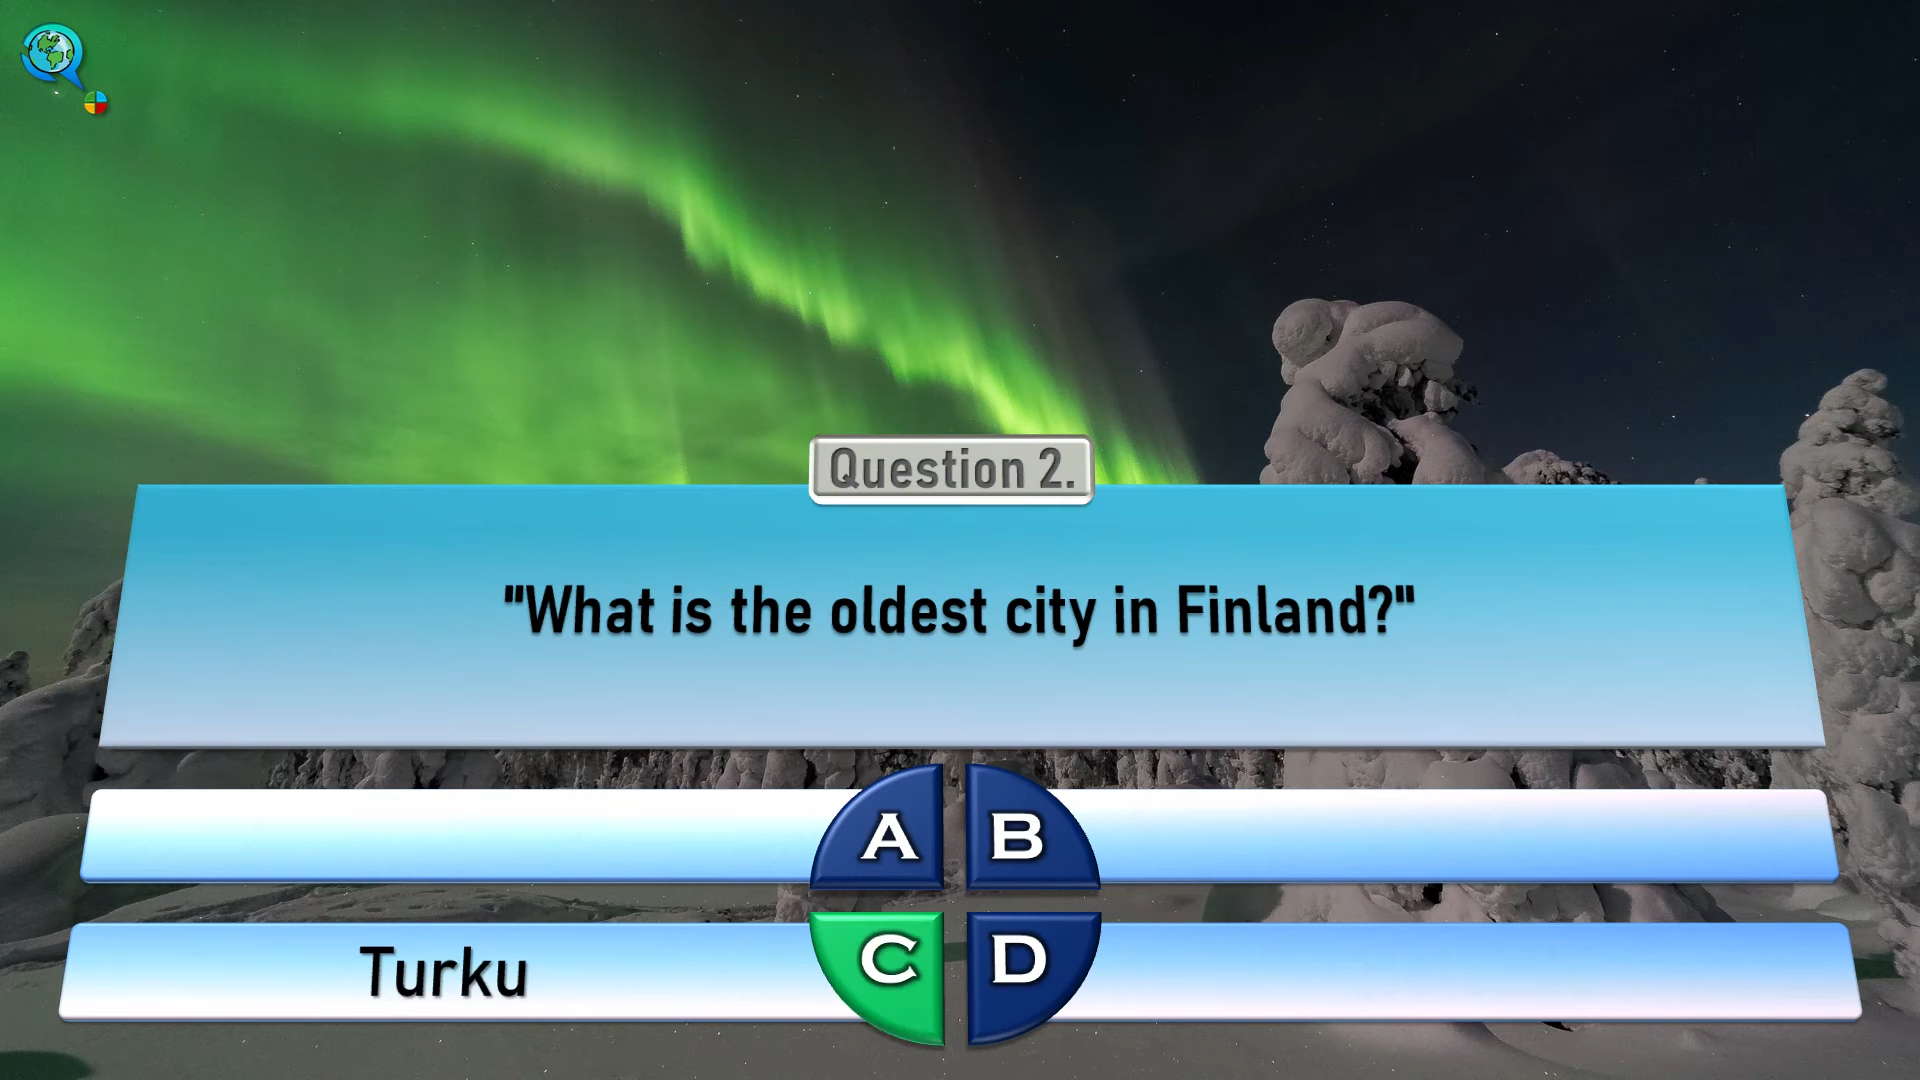 Question 2.
"What is the oldest city in Finland?"
A
B
Turku
C
D